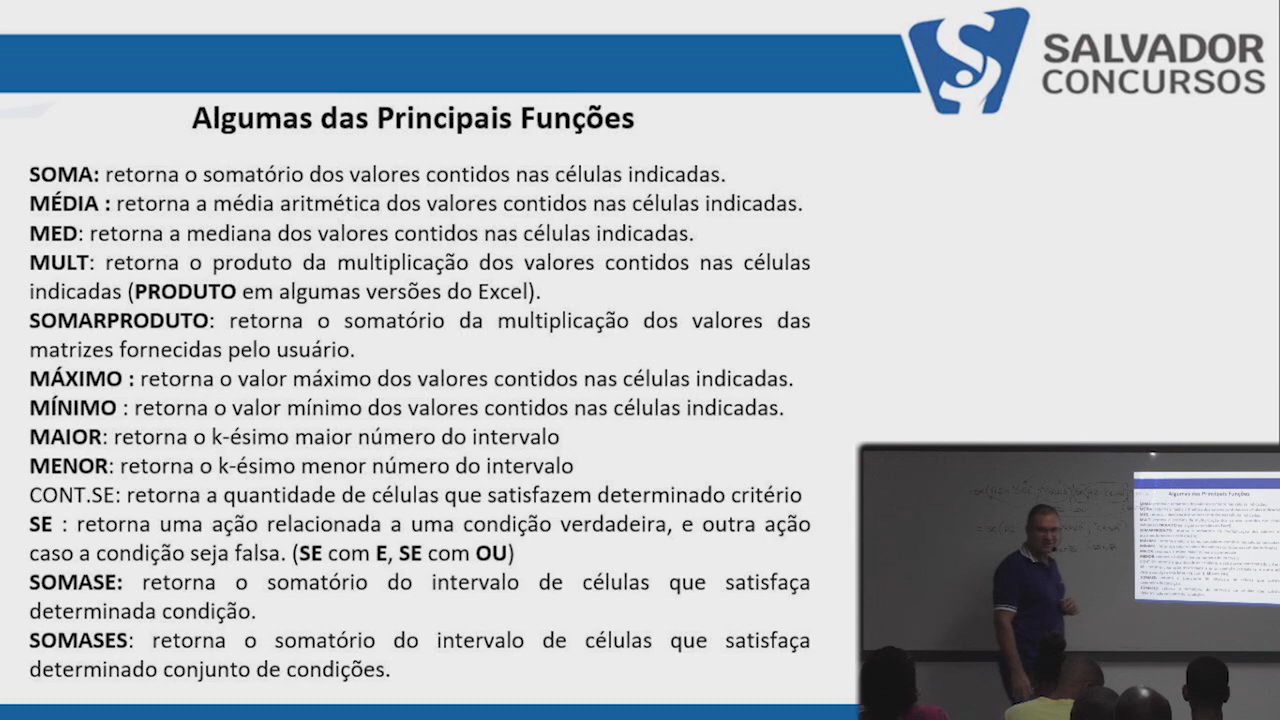 SALVADOR
CONCURSOS
Algumas das Principais Funções
SOMA: retorna o somatório dos valores contidos nas células indicadas.
MÉDIA : retorna a média aritmética dos valores contidos nas células indicadas.
MED: retorna a mediana dos valores contidos nas células indicadas.
MULT: retorna o produto da multiplicação dos valores contidos nas células
indicadas (PRODUTO em algumas versões do Excel).
SOMARPRODUTO: retorna o somatório da multiplicação dos valores das
matrizes fornecidas pelo usuário.
MÁXIMO : retorna o valor máximo dos valores contidos nas células indicadas.
MÍNIMO : retorna o valor mínimo dos valores contidos nas células indicadas.
MAIOR: retorna o k-ésimo maior número do intervalo
MENOR: retorna o k-ésimo menor número do intervalo
CONT.SE: retorna a quantidade de células que satisfazem determinado critério
SE : retorna uma ação relacionada a uma condição verdadeira, e outra ação
caso a condição seja falsa. (SE com E, SE com OU)
SOMASE: retorna o somatório do intervalo de células que satisfaça
determinada condição.
SOMASES: retorna o somatório do intervalo de células que satisfaça
determinado conjunto de condições.
Algumas das Principais Funções